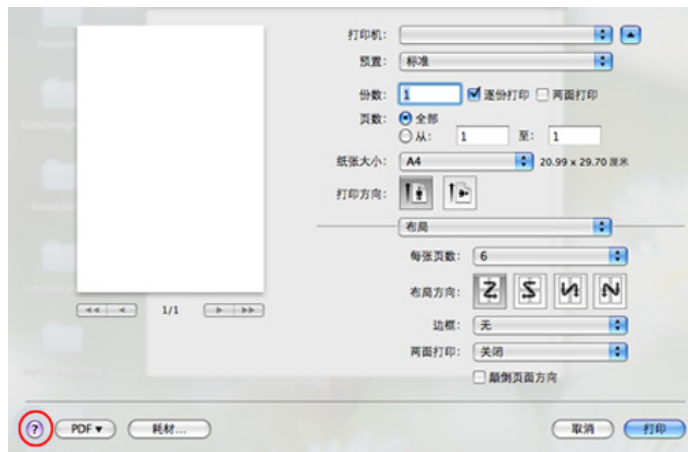 打印机:
预置: 标准
份数: 1 逐份打印 两面打印
页数: 全部
从: 1 至: 1
纸张大小: A4 20.99 x 29.70 厘米
打印方向:
布局
每张页数: 6
布局方向:
边框: 无
两面打印: 关闭
颠倒页面方向
1/1
? PDF▼ 耗材... 取消 打印